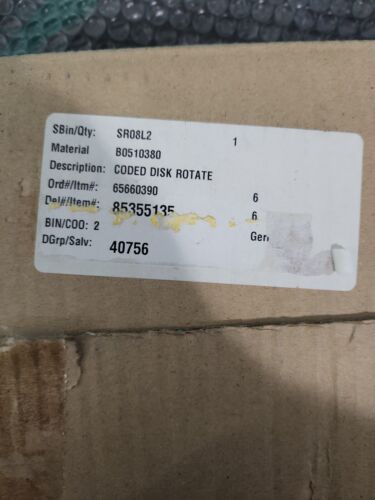 SBin/Qty: SR08L2 1
Material B0510380
Description: CODED DISK ROTATE
Ord#/Itm#: 65660390 6
Del#/Item#: 85355135 6
BIN/COO: 2
DGrp/Salv: 40756